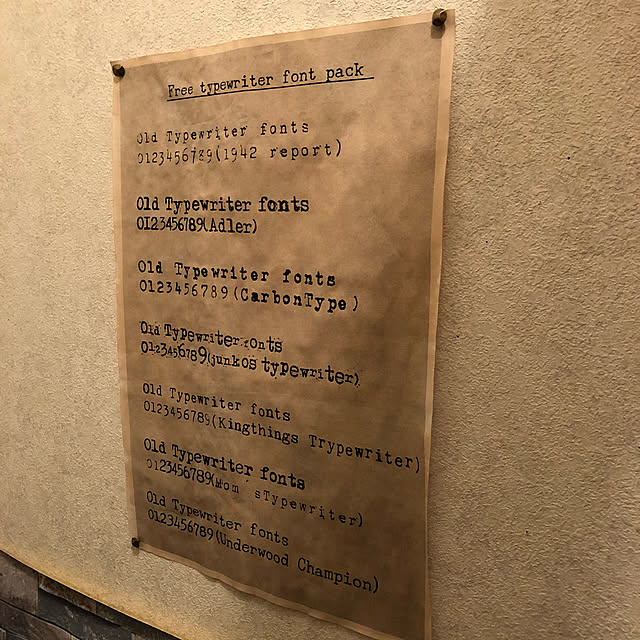 Free typewriter font pack
Old Typewriter fonts
0123456789(1942 report)
Old Typewriter fonts
0123456789(Adler)
Old Typewriter fonts
0123456789(CarbonType)
Old Typewriter fonts
0123456789(junkos typewriter)
Old Typewriter fonts
0123456789(Kingthings Trypewriter)
Old Typewriter fonts
0123456789(Mom´sTypewriter)
Old Typewriter fonts
0123456789(Underwood Champion)